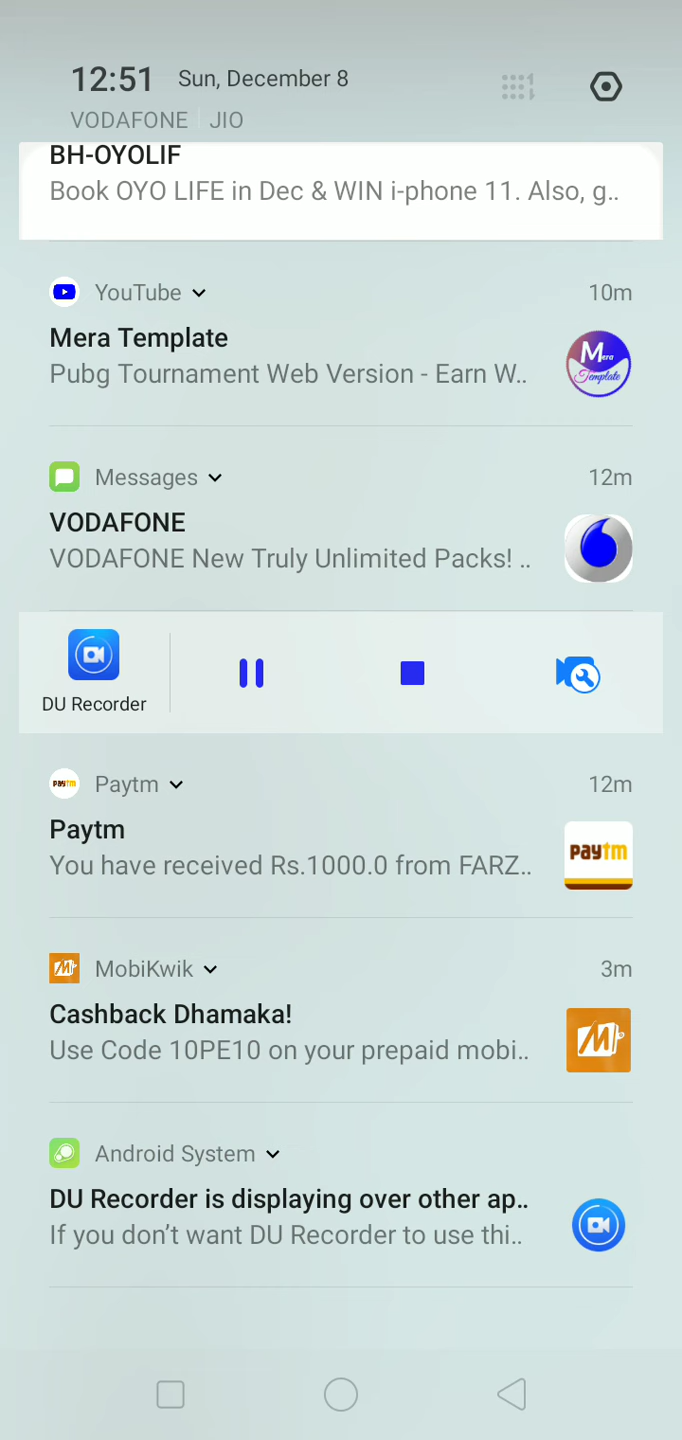 12:51 Sun, December 8
VODAFONE JIO
BH-OYOLIF
Book OYO LIFE in Dec & WIN i-phone 11. Also, g..
YouTube 10m
Mera Template
Pubg Tournament Web Version - Earn W..
Mera
Template
Messages 12m
VODAFONE
VODAFONE New Truly Unlimited Packs! ..
DU Recorder
paytm Paytm 12m
Paytm
You have received Rs.1000.0 from FARZ..
paytm
MobiKwik 3m
Cashback Dhamaka!
Use Code 10PE10 on your prepaid mobi..
Android System
DU Recorder is displaying over other ap..
If you don’t want DU Recorder to use thi..